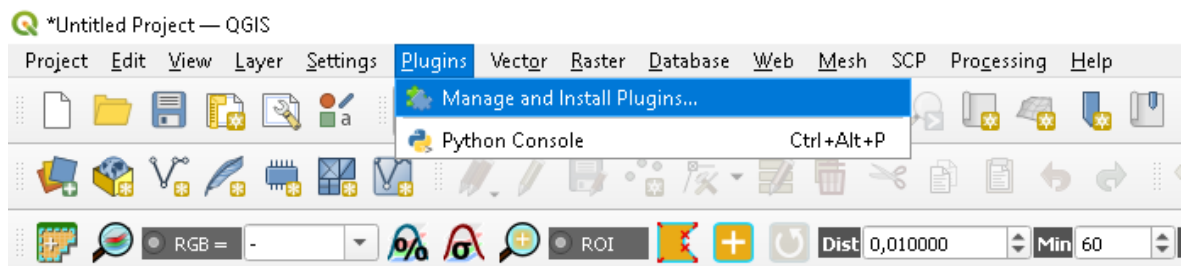 *Untitled Project — QGIS
Project Edit View Layer Settings Plugins Vector Raster Database Web Mesh SCP Processing Help
Manage and Install Plugins...
a
Python Console Ctrl+Alt+P
RGB = - % σ ROI Dist 0,010000 Min 60